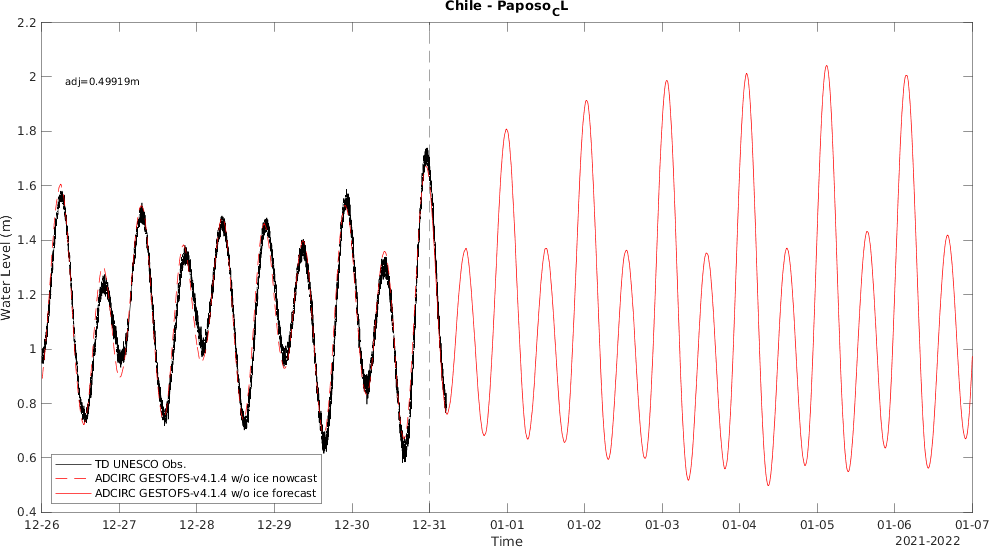 Chile - Paposo_CL
2.2
2
1.8
1.6
1.4
1.2
1
0.8
0.6
0.4
Water Level (m)
adj=0.49919m
TD UNESCO Obs.
ADCIRC GESTOFS-v4.1.4 w/o ice nowcast
ADCIRC GESTOFS-v4.1.4 w/o ice forecast
12-26 12-27 12-28 12-29 12-30 12-31 01-01 01-02 01-03 01-04 01-05 01-06 01-07
Time
2021-2022